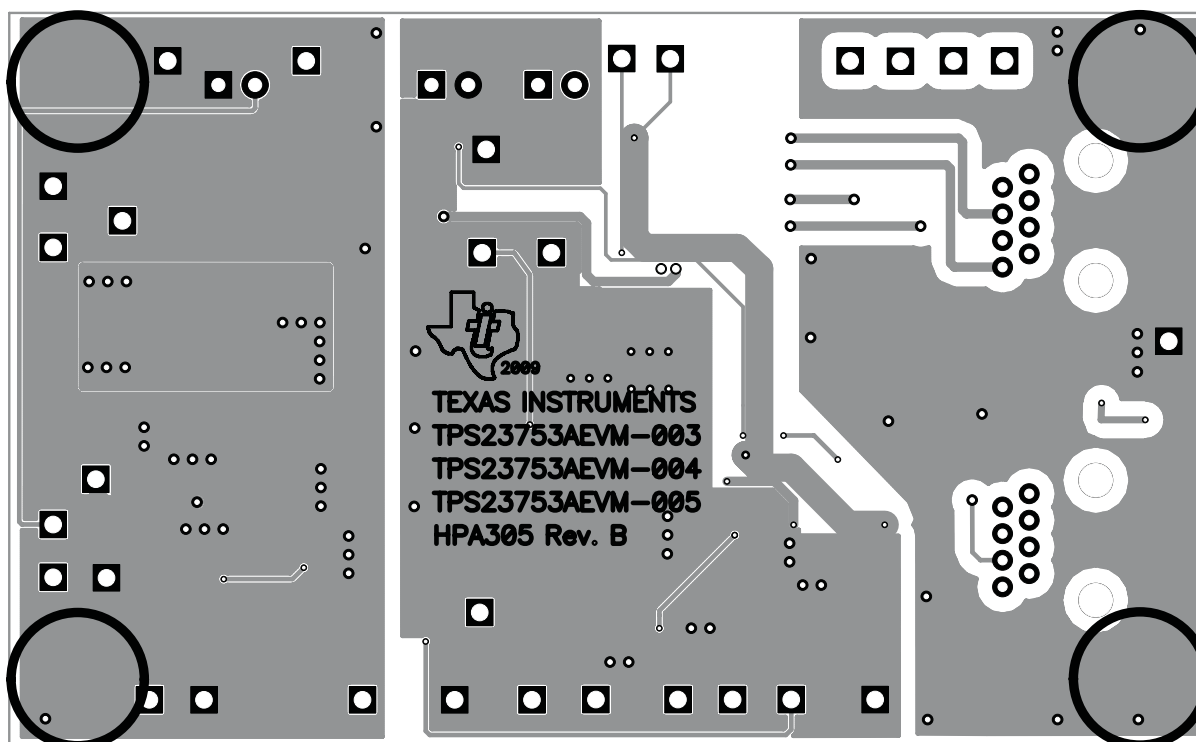 2009
TEXAS INSTRUMENTS
TPS23753AEVM-003
TPS23753AEVM-004
TPS23753AEVM-005
HPA305 Rev. B